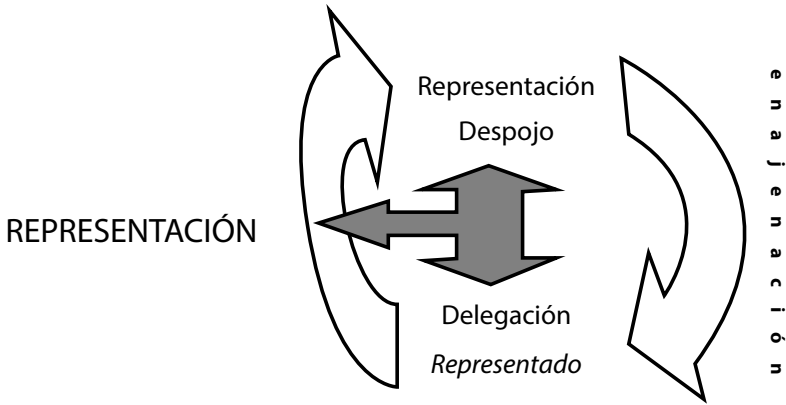 Representación
Despojo
REPRESENTACIÓN
Delegación
Representado
enajenación